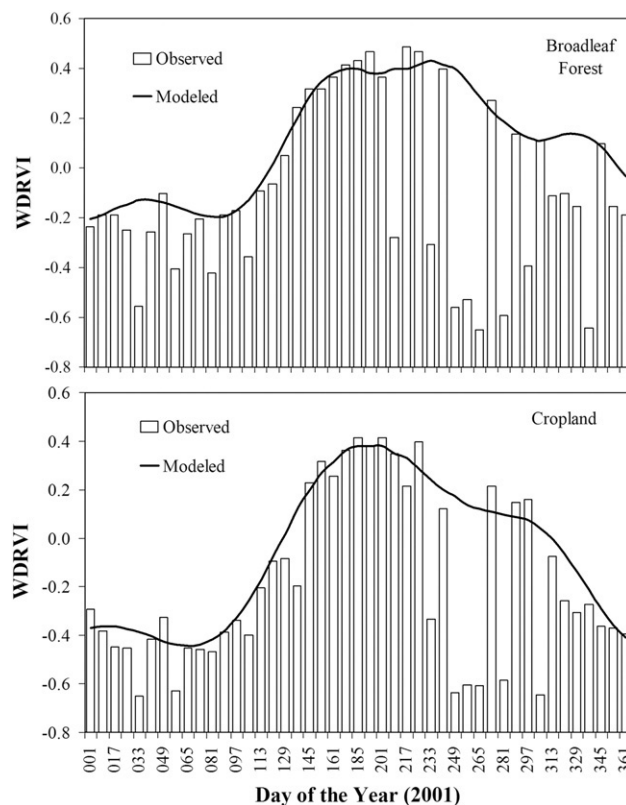 0.6
0.4
0.2
0.0
-0.2
-0.4
-0.6
-0.8
WDRVI
Observed
Modeled
Broadleaf
Forest
0.6
0.4
0.2
0.0
-0.2
-0.4
-0.6
-0.8
WDRVI
Observed
Modeled
Cropland
001 017 033 049 065 081 097 113 129 145 161 185 201 217 233 249 265 281 297 313 329 345 361
Day of the Year (2001)